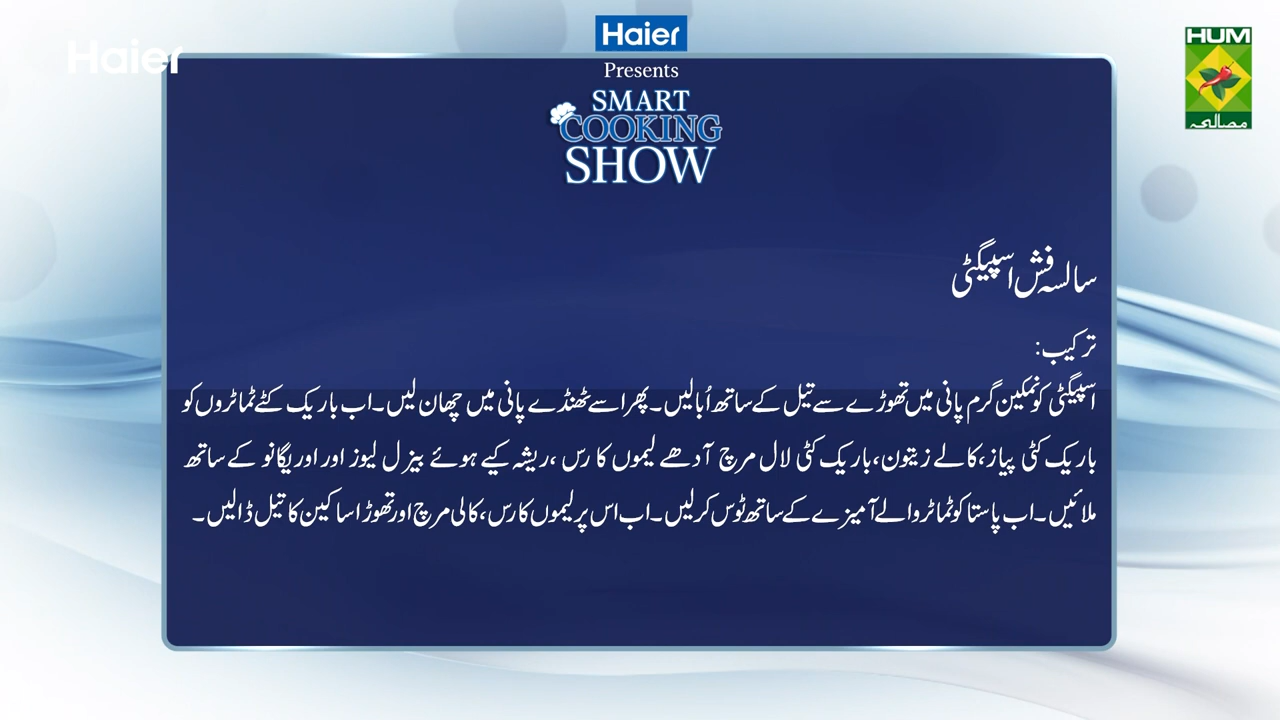 Haier
Haier
HUM
مصالحہ
Presents
SMART
COOKING
SHOW
سالسہ فش اسپیگٹی
ترکیب:
اسپیگٹی کو نمکین گرم پانی میں تھوڑے سے تیل کے ساتھ اُبالیں۔ پھر اسے ٹھنڈے پانی میں چھان لیں۔ اب باریک کٹے ٹماٹروں کو
باریک کٹی پیاز، کالے زیتون، باریک کٹی لال مرچ آدھے لیموں کا رس، ریشہ کیے ہوئے بیزل لیوز اور اوریگانو کے ساتھ
ملائیں۔ اب پاستا کو ٹماٹر والے آمیزے کے ساتھ ٹوس کرلیں۔ اب اس پر لیموں کا رس، کالی مرچ اور تھوڑا سا کین کا تیل ڈالیں۔